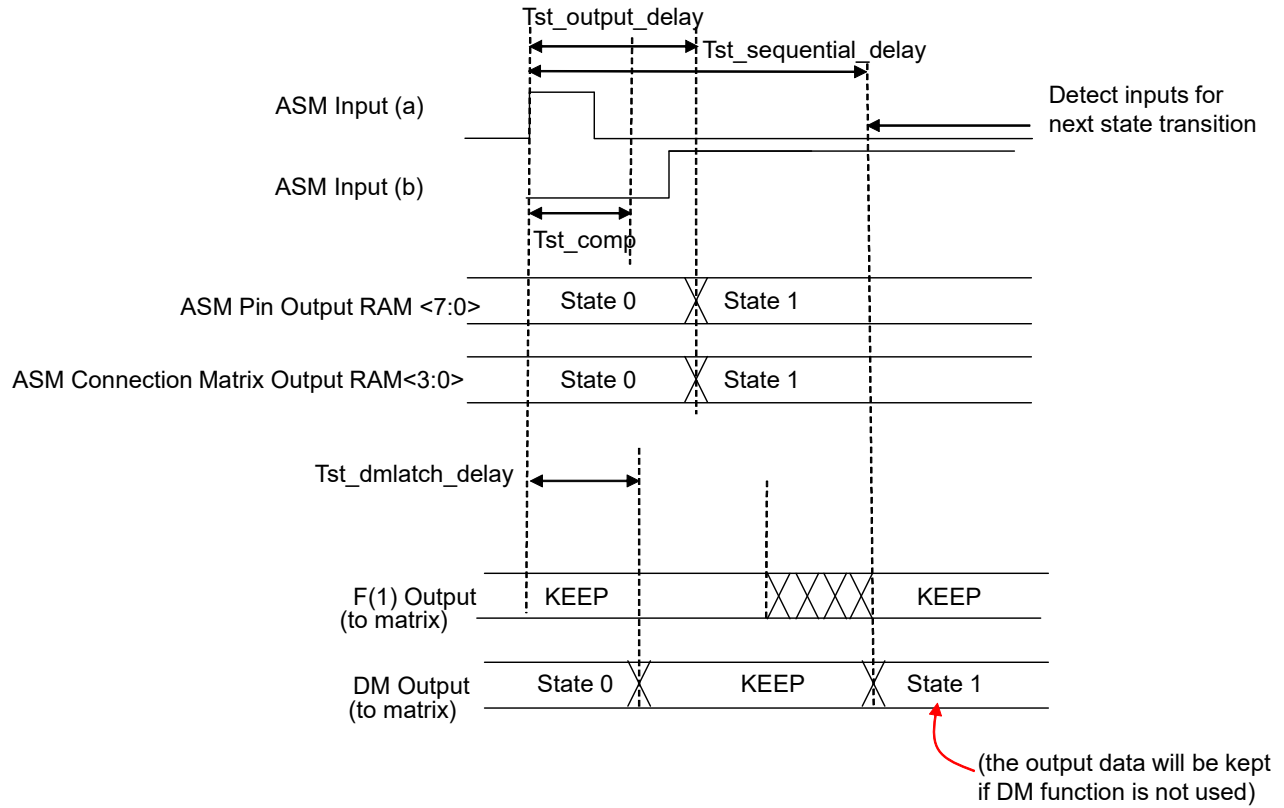 Tst_output_delay
Tst_sequential_delay
ASM Input (a)
Detect inputs for
next state transition
ASM Input (b)
Tst_comp
ASM Pin Output RAM <7:0>
State 0
State 1
ASM Connection Matrix Output RAM<3:0>
State 0
State 1
Tst_dmlatch_delay
F(1) Output
(to matrix)
KEEP
KEEP
DM Output
(to matrix)
State 0
KEEP
State 1
(the output data will be kept
if DM function is not used)